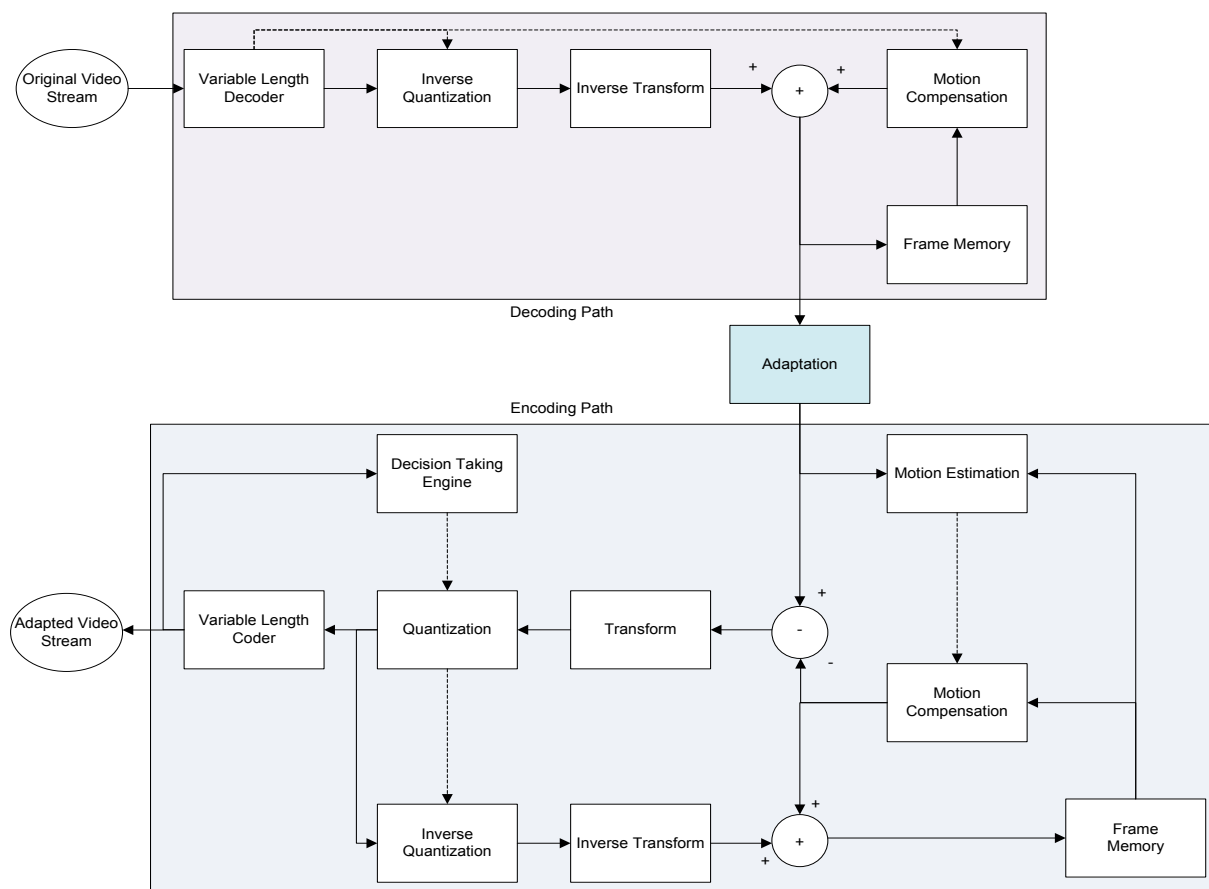 Original Video
Stream
Variable Length
Decoder
Inverse
Quantization
Inverse Transform
+
+
+
Motion
Compensation
Frame Memory
Decoding Path
Adaptation
Encoding Path
Decision Taking
Engine
Motion Estimation
Adapted Video
Stream
Variable Length
Coder
Quantization
Transform
+
-
-
Motion
Compensation
Inverse
Quantization
Inverse Transform
+
+
+
Frame
Memory